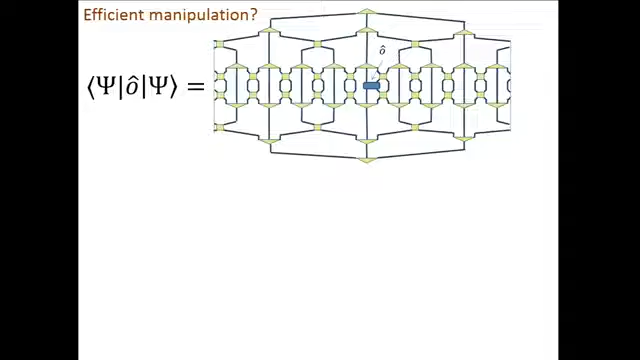 Efficient manipulation?
ô
⟨Ψ|ô|Ψ⟩ =